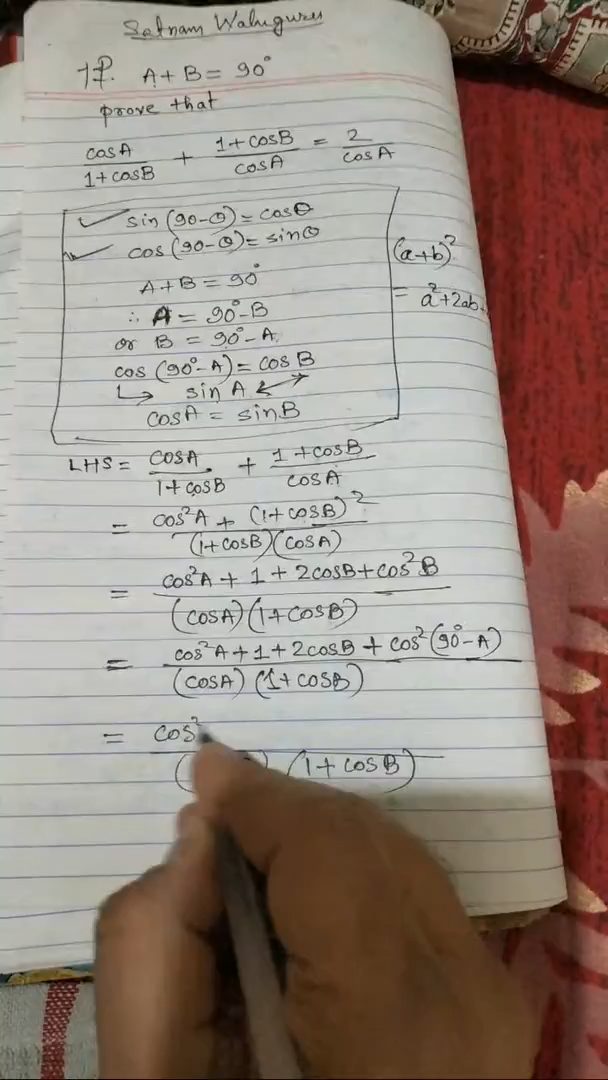 Satnam Waheguru
If. A+B = 90°
prove that
cosA/(1+cosB) + (1+cosB)/cosA = 2/cosA
sin(90-θ) = cosθ
cos(90-θ) = sinθ
A+B = 90°
∴ A = 90°-B
or B = 90°-A
cos(90°-A) = cosB
↳ sinA ↔
cosA = sinB
(a+b)²
= a²+2ab
LHS = cosA/(1+cosB) + (1+cosB)/cosA
= (cos²A + (1+cosB)²)/((1+cosB)(cosA))
= (cos²A + 1 + 2cosB + cos²B)/((cosA)(1+cosB))
= (cos²A + 1 + 2cosB + cos²(90°-A))/((cosA)(1+cosB))
= cos²
(1+cosB)